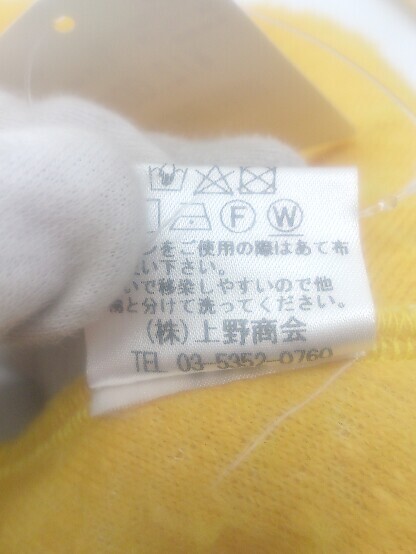 F W
をご使用の際はあて布
い下さい。
いで移染しやすいので他
と分けて洗ってください。
(株)上野商会
TEL 03-5352-0760